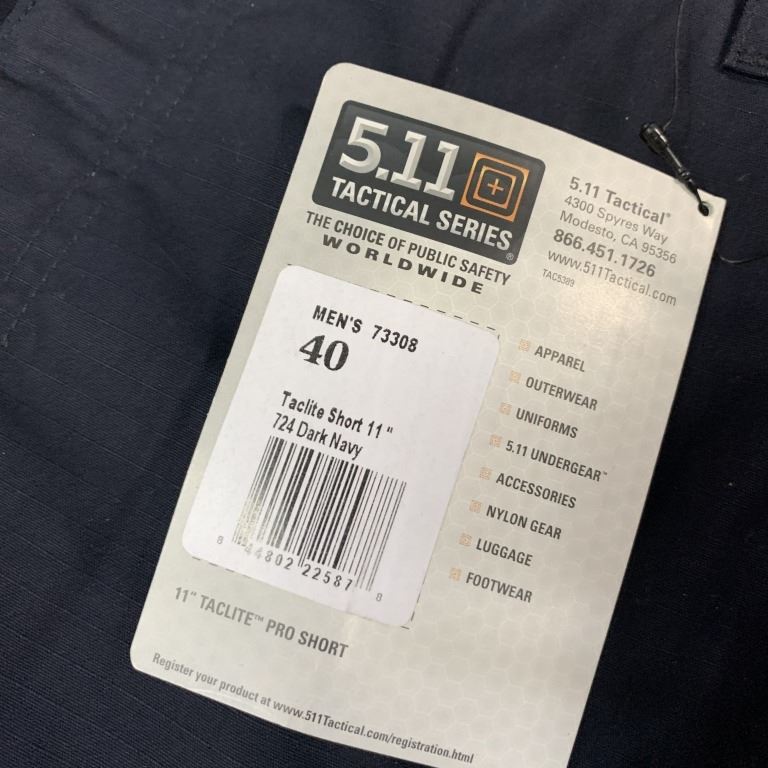 5.11
TACTICAL SERIES®
THE CHOICE OF PUBLIC SAFETY
WORLDWIDE
5.11 Tactical®
4300 Spyres Way
Modesto, CA 95356
866.451.1726
www.511Tactical.com
TAC5389
MEN'S 73308
40
Taclite Short 11"
724 Dark Navy
8 44802 22587 8
APPAREL
OUTERWEAR
UNIFORMS
5.11 UNDERGEAR™
ACCESSORIES
NYLON GEAR
LUGGAGE
FOOTWEAR
11" TACLITE™ PRO SHORT
Register your product at www.511Tactical.com/registration.html